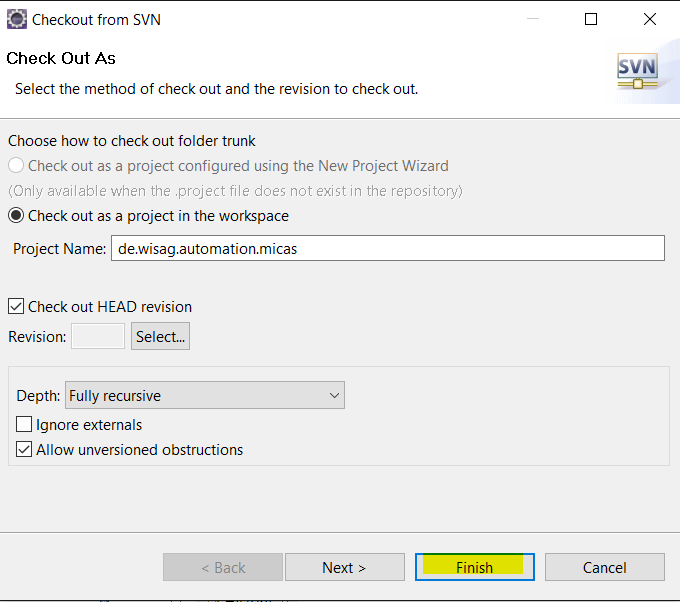 Checkout from SVN
Check Out As
Select the method of check out and the revision to check out.
SVN
Choose how to check out folder trunk
Check out as a project configured using the New Project Wizard
(Only available when the .project file does not exist in the repository)
Check out as a project in the workspace
Project Name: de.wisag.automation.micas
Check out HEAD revision
Revision: Select...
Depth: Fully recursive
Ignore externals
Allow unversioned obstructions
< Back Next > Finish Cancel